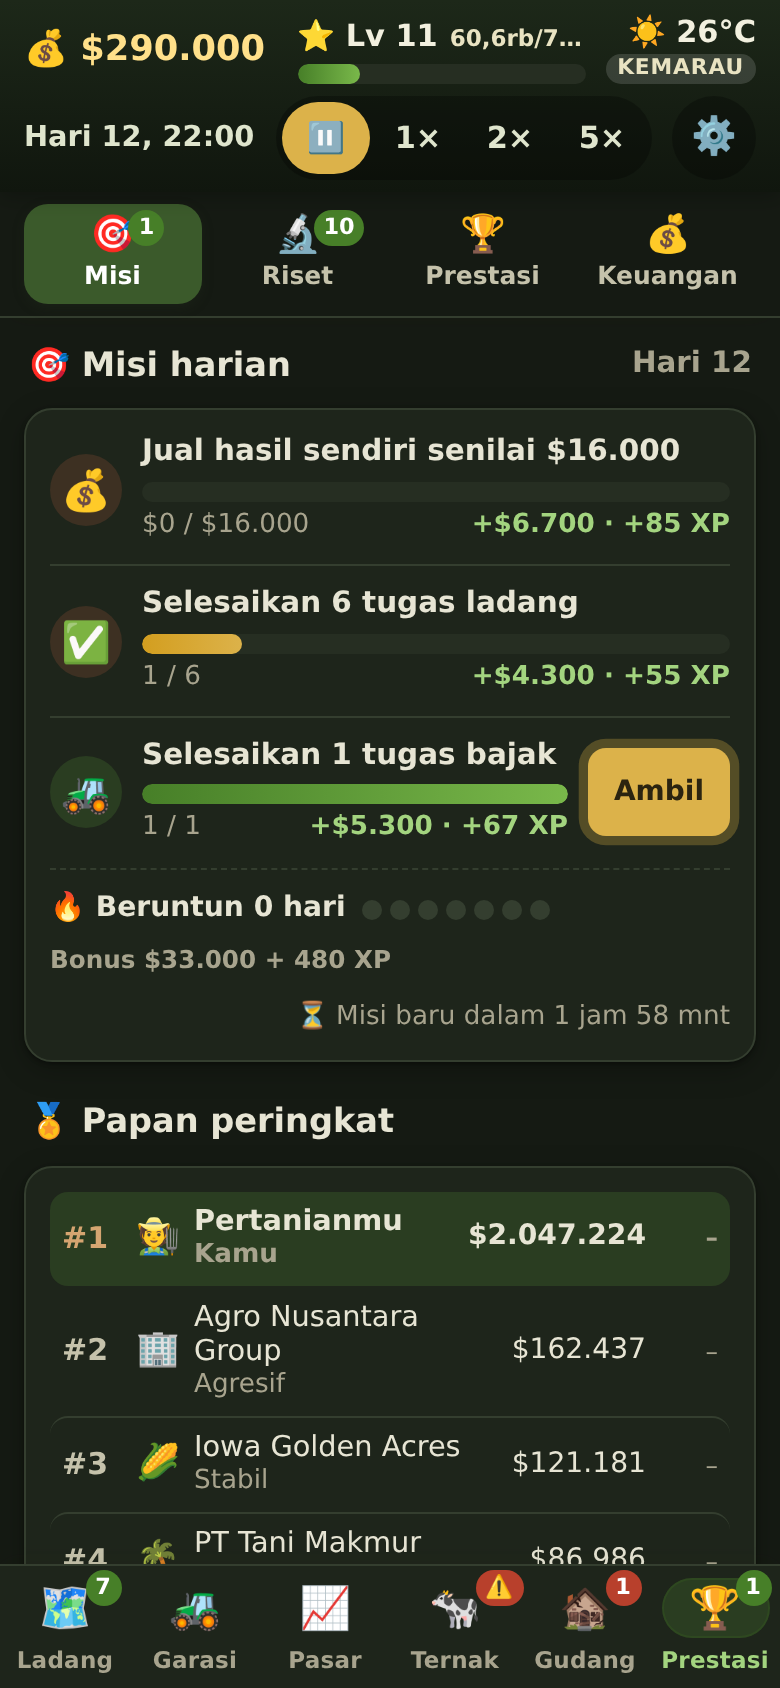 $290.000
Lv 11 60,6rb/7...
26°C
KEMARAU
Hari 12, 22:00
1× 2× 5×
1
Misi
10
Riset
Prestasi
Keuangan
Misi harian
Hari 12
Jual hasil sendiri senilai $16.000
$0 / $16.000
+$6.700 · +85 XP
Selesaikan 6 tugas ladang
1 / 6
+$4.300 · +55 XP
Selesaikan 1 tugas bajak
1 / 1
+$5.300 · +67 XP
Ambil
Beruntun 0 hari
Bonus $33.000 + 480 XP
Misi baru dalam 1 jam 58 mnt
Papan peringkat
#1
Pertanianmu
Kamu
$2.047.224
–
#2
Agro Nusantara
Group
Agresif
$162.437
–
#3
Iowa Golden Acres
Stabil
$121.181
–
#4
PT Tani Makmur
$86.986
–
7
Ladang
Garasi
Pasar
Ternak
1
Gudang
1
Prestasi